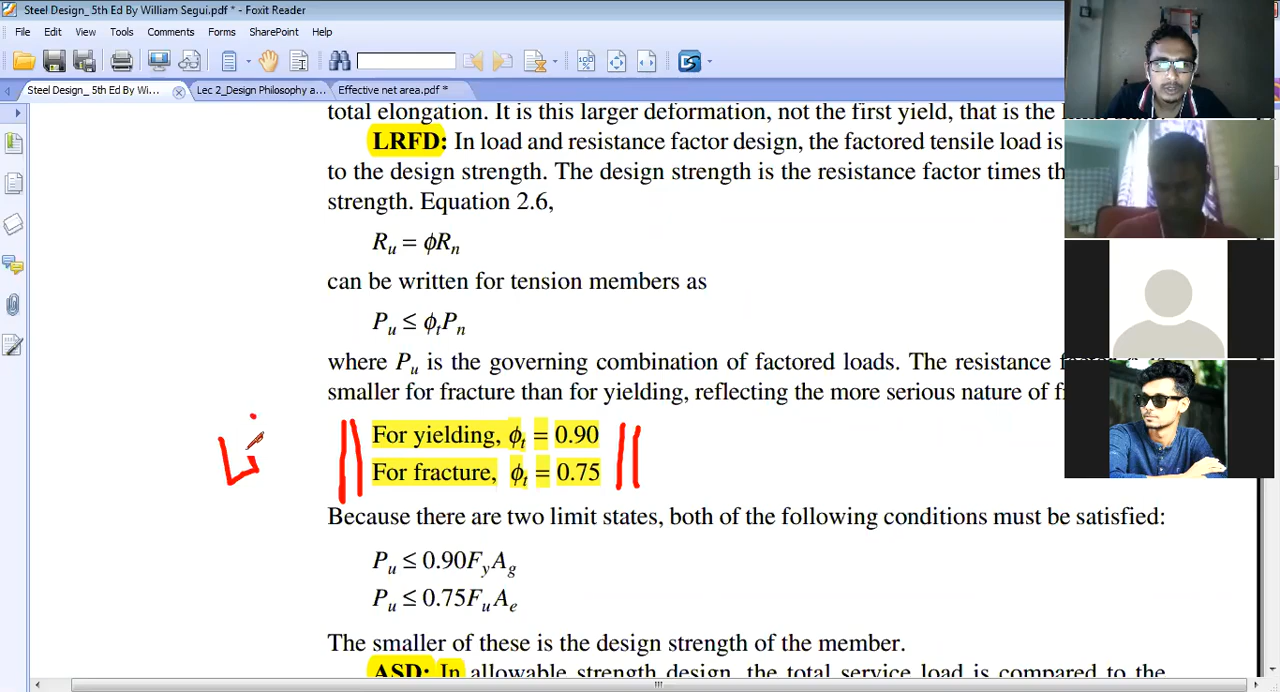 Steel Design_ 5th Ed By William Segui.pdf * - Foxit Reader
File Edit View Tools Comments Forms SharePoint Help
Steel Design_ 5th Ed By Wi... Lec 2_Design Philosophy a... Effective net area.pdf *
total elongation. It is this larger deformation, not the first yield, that is the
LRFD: In load and resistance factor design, the factored tensile load is
to the design strength. The design strength is the resistance factor times
strength. Equation 2.6,
Rᵤ = ϕRₙ
can be written for tension members as
Pᵤ ≤ ϕₜPₙ
where Pᵤ is the governing combination of factored loads. The resistance
smaller for fracture than for yielding, reflecting the more serious nature of
For yielding, ϕₜ = 0.90
For fracture, ϕₜ = 0.75
Because there are two limit states, both of the following conditions must be satisfied:
Pᵤ ≤ 0.90F_yA_g
Pᵤ ≤ 0.75FᵤAₑ
The smaller of these is the design strength of the member.
ASD: In allowable strength design, the total service load is compared to the